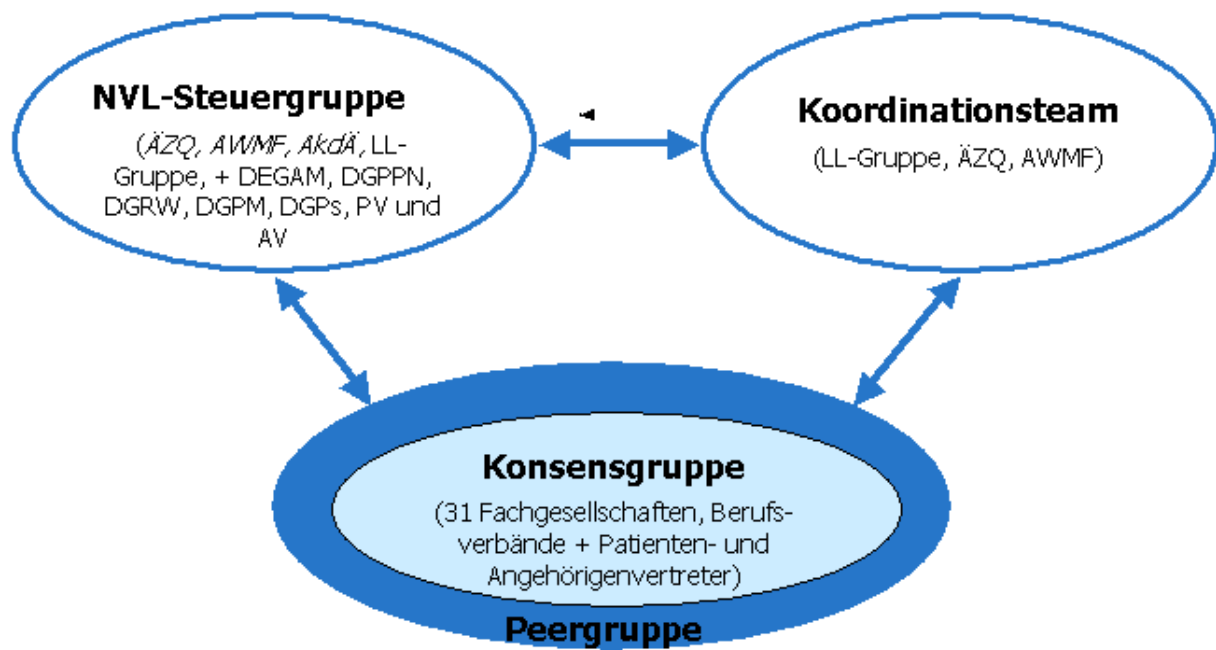 NVL-Steuergruppe
(ÄZQ, AWMF, AkdÄ, LL-
Gruppe, + DEGAM, DGPPN,
DGRW, DGPM, DGPs, PV und
AV
Koordinationsteam
(LL-Gruppe, ÄZQ, AWMF)
Konsensgruppe
(31 Fachgesellschaften, Berufs-
verbände + Patienten- und
Angehörigenvertreter)
Peergruppe